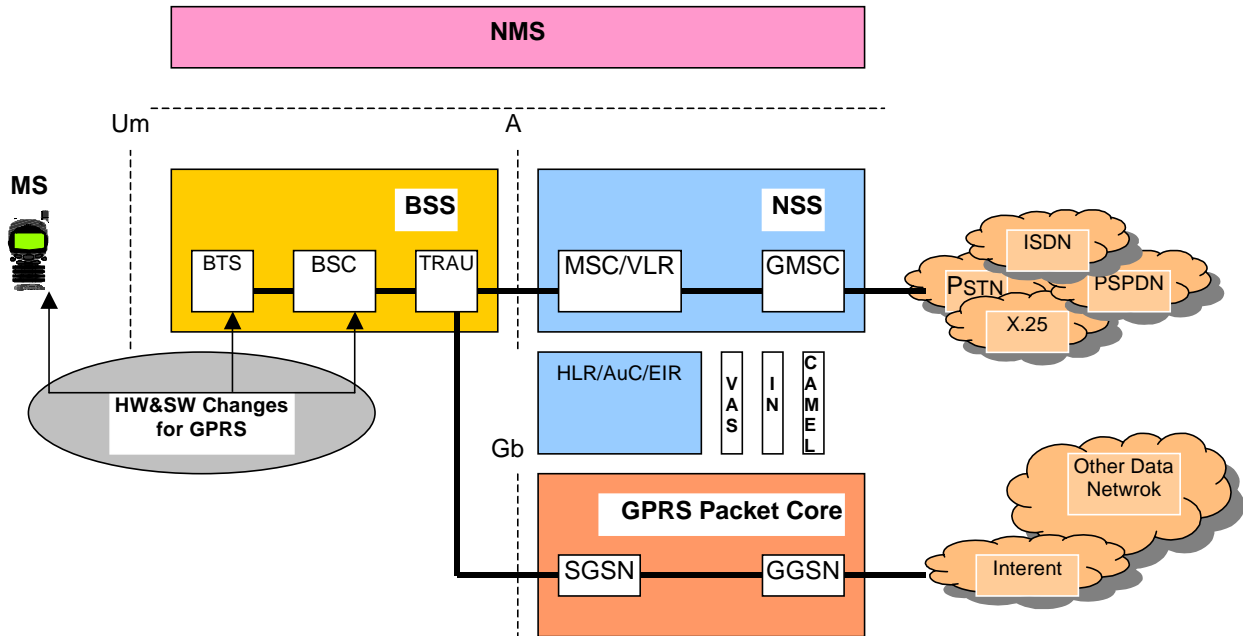 NMS
Um
A
MS
BSS
NSS
BTS
BSC
TRAU
MSC/VLR
GMSC
ISDN
PSTN
PSPDN
X.25
HLR/AuC/EIR
VAS
IN
CAMEL
HW&SW Changes
for GPRS
Gb
GPRS Packet Core
SGSN
GGSN
Other Data
Netwrok
Interent